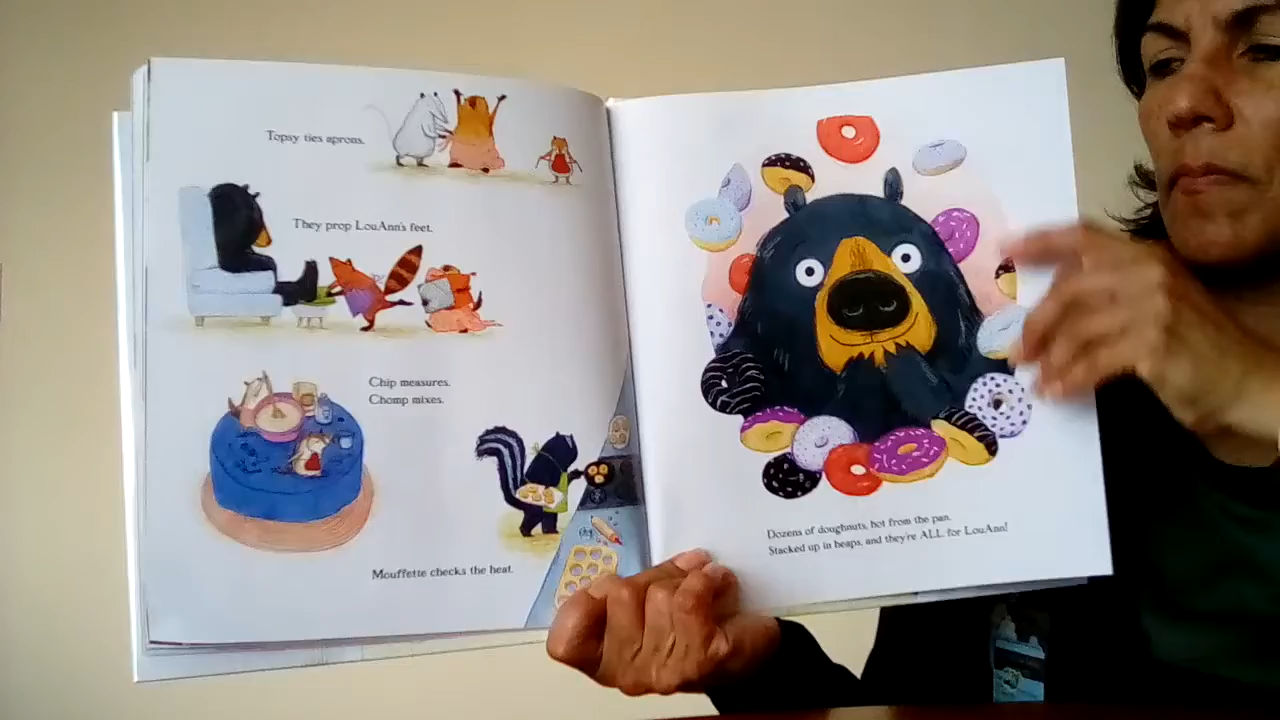 Topsy ties aprons.
They prop LouAnn's feet.
Chip measures.
Chomp mixes.
Mouffette checks the heat.
Dozens of doughnuts, hot from the pan.
Stacked up in heaps, and they're ALL for LouAnn!